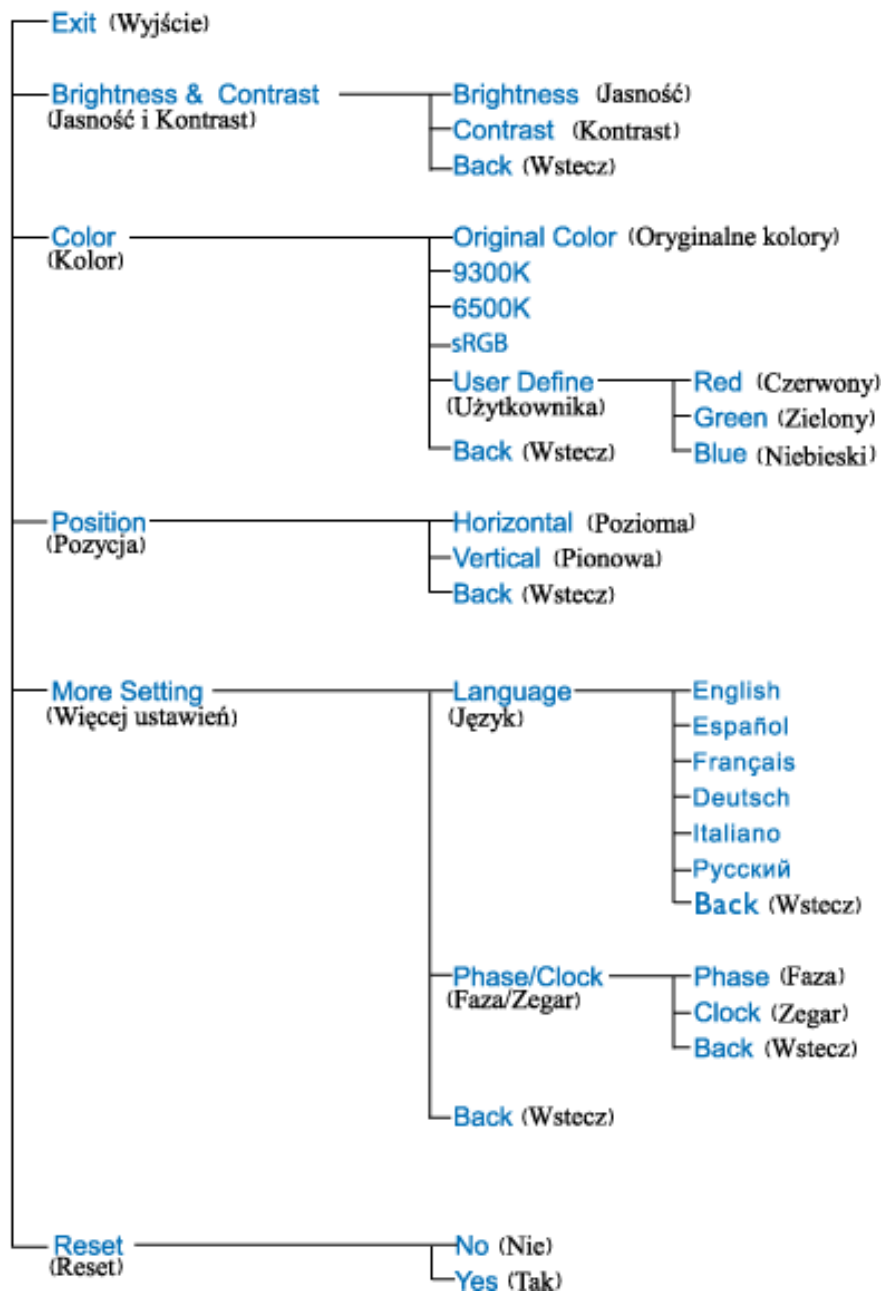 Exit (Wyjście)
Brightness & Contrast
(Jasność i Kontrast)
Brightness (Jasność)
Contrast (Kontrast)
Back (Wstecz)
Color
(Kolor)
Original Color (Oryginalne kolory)
9300K
6500K
sRGB
User Define
(Użytkownika)
Red (Czerwony)
Green (Zielony)
Blue (Niebieski)
Back (Wstecz)
Position
(Pozycja)
Horizontal (Pozioma)
Vertical (Pionowa)
Back (Wstecz)
More Setting
(Więcej ustawień)
Language
(Język)
English
Español
Français
Deutsch
Italiano
Русский
Back (Wstecz)
Phase/Clock
(Faza/Zegar)
Phase (Faza)
Clock (Zegar)
Back (Wstecz)
Back (Wstecz)
Reset
(Reset)
No (Nie)
Yes (Tak)